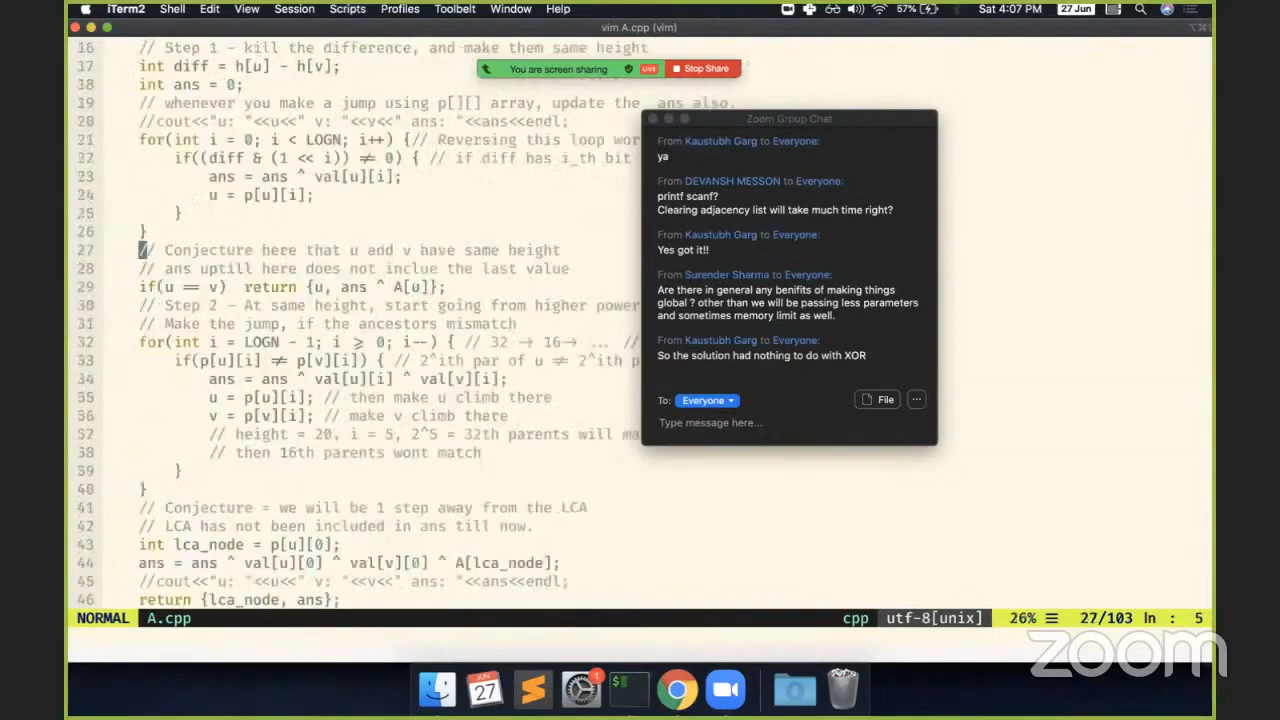 iTerm2 Shell Edit View Session Scripts Profiles Toolbelt Window Help 57% Sat 4:07 PM 27 Jun
vim A.cpp (vim)
You are screen sharing LIVE Stop Share
16 // Step 1 - kill the difference, and make them same height
17 int diff = h[u] - h[v];
18 int ans = 0;
19 // whenever you make a jump using p[][] array, update the ans also.
20 //cout<<"u: "<<u<<" v: "<<v<<" ans: "<<ans<<endl;
21 for(int i = 0; i < LOGN; i++) {// Reversing this loop wor
22 if((diff & (1 << i)) ≠ 0) { // if diff has i_th bit
23 ans = ans ^ val[u][i];
24 u = p[u][i];
25 }
26 }
27 // Conjecture here that u and v have same height
28 // ans uptill here does not inclue the last value
29 if(u == v) return {u, ans ^ A[u]};
30 // Step 2 - At same height, start going from higher power
31 // Make the jump, if the ancestors mismatch
32 for(int i = LOGN - 1; i ≥ 0; i--) { // 32 → 16→ ... //
33 if(p[u][i] ≠ p[v][i]) { // 2^ith par of u ≠ 2^ith p
34 ans = ans ^ val[u][i] ^ val[v][i];
35 u = p[u][i]; // then make u climb there
36 v = p[v][i]; // make v climb there
37 // height = 20, i = 5, 2^5 = 32th parents will ma
38 // then 16th parents wont match
39 }
40 }
41 // Conjecture = we will be 1 step away from the LCA
42 // LCA has not been included in ans till now.
43 int lca_node = p[u][0];
44 ans = ans ^ val[u][0] ^ val[v][0] ^ A[lca_node];
45 //cout<<"u: "<<u<<" v: "<<v<<" ans: "<<ans<<endl;
46 return {lca_node, ans};
NORMAL A.cpp cpp utf-8[unix] 26% ☰ 27/103 ln : 5
Zoom Group Chat
From Kaustubh Garg to Everyone:
ya
From DEVANSH MESSON to Everyone:
printf scanf?
Clearing adjacency list will take much time right?
From Kaustubh Garg to Everyone:
Yes got it!!
From Surender Sharma to Everyone:
Are there in general any benifits of making things
global ? other than we will be passing less parameters
and sometimes memory limit as well.
From Kaustubh Garg to Everyone:
So the solution had nothing to do with XOR
To: Everyone File ...
Type message here...
zoom
JUN
27
1
$